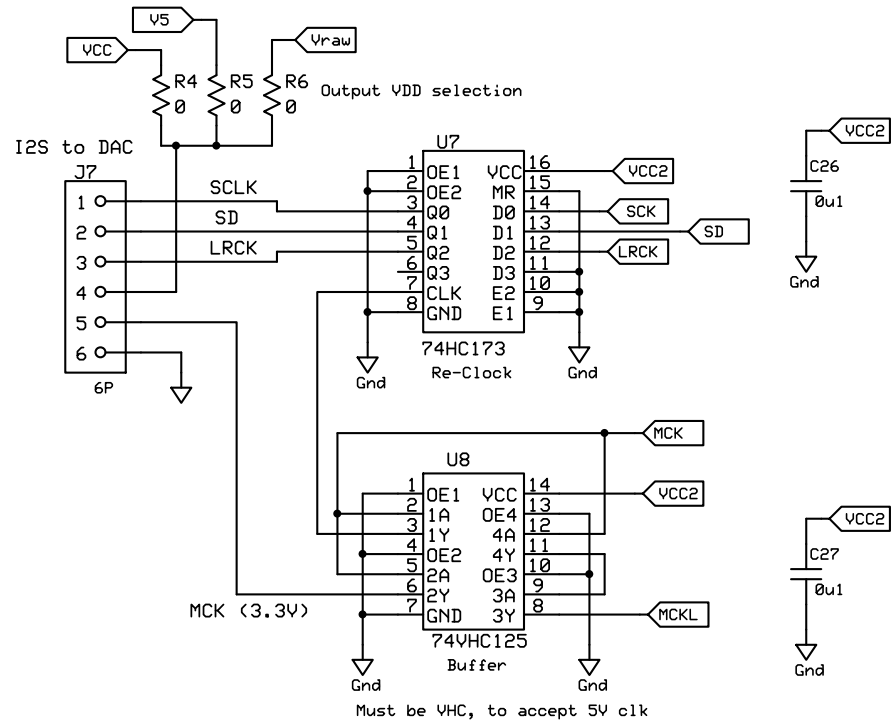 V5
VCC
Vraw
R4 R5 R6
0 0 0
Output VDD selection
I2S to DAC
J7
1
2
3
4
5
6
6P
SCLK
SD
LRCK
U7
1 OE1 VCC 16
2 OE2 MR 15
3 Q0 D0 14
4 Q1 D1 13
5 Q2 D2 12
6 Q3 D3 11
7 CLK E2 10
8 GND E1 9
74HC173
Re-Clock
VCC2
SCK
SD
LRCK
Gnd
Gnd
VCC2
C26
0u1
Gnd
MCK
U8
1 OE1 VCC 14
2 1A OE4 13
3 1Y 4A 12
4 OE2 4Y 11
5 2A OE3 10
6 2Y 3A 9
7 GND 3Y 8
74VHC125
Buffer
VCC2
MCKL
MCK (3.3V)
Gnd
Gnd
VCC2
C27
0u1
Gnd
Must be VHC, to accept 5V clk